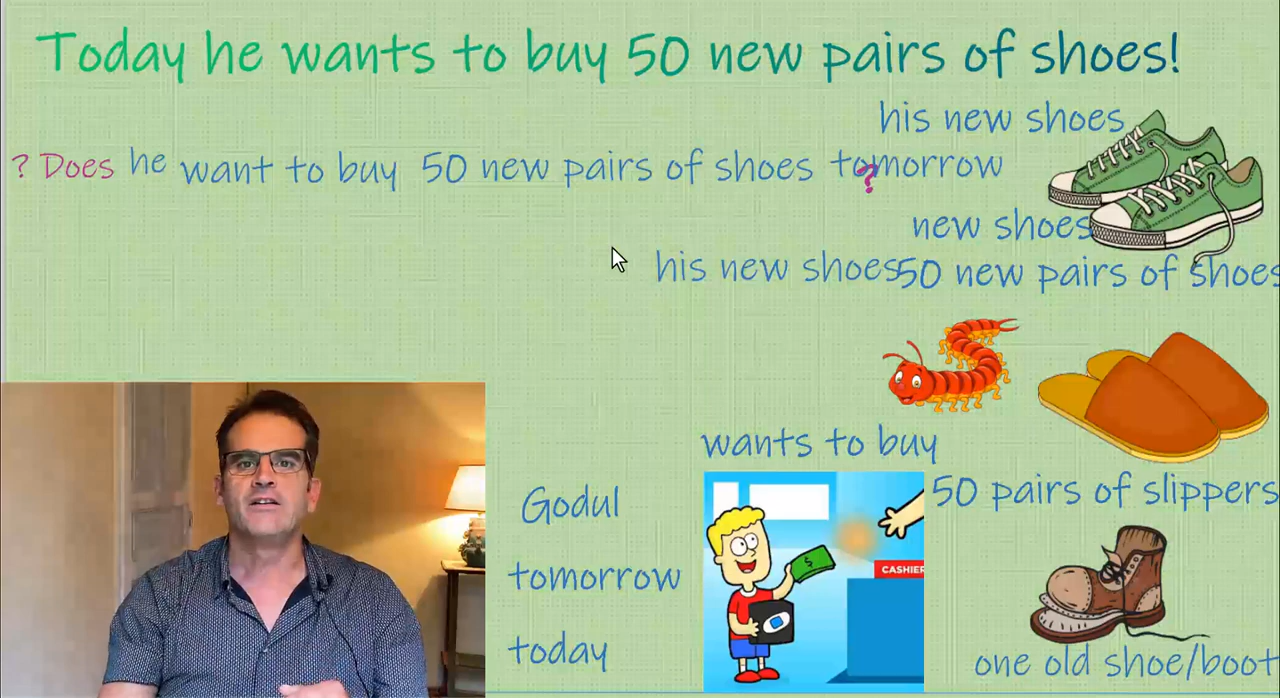 Today he wants to buy 50 new pairs of shoes!
his new shoes
? Does he want to buy 50 new pairs of shoes tomorrow ?
new shoes
his new shoes 50 new pairs of shoes
wants to buy
50 pairs of slippers
Godul
tomorrow
CASHIER
today
one old shoe/boot